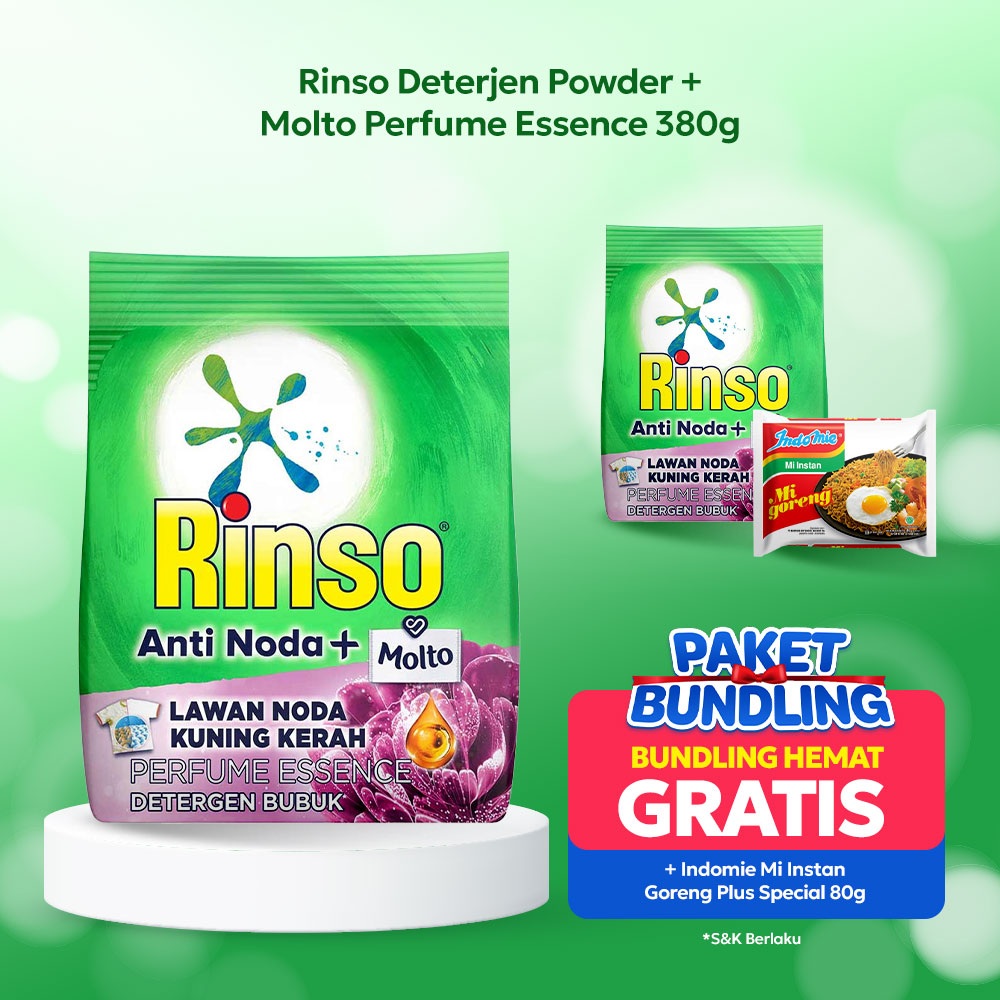 Rinso Deterjen Powder +
Molto Perfume Essence 380g
Rinso®
Anti Noda +
Molto
LAWAN NODA
KUNING KERAH
PERFUME ESSENCE
DETERGEN BUBUK
Rinso®
Anti Noda +
LAWAN NODA
KUNING KERAH
PERFUME ESSEN
DETERGEN BUBUK
Indomie
Mi Instan
Mi
goreng
PAKET
BUNDLING
BUNDLING HEMAT
GRATIS
+ Indomie Mi Instan
Goreng Plus Special 80g
*S&K Berlaku